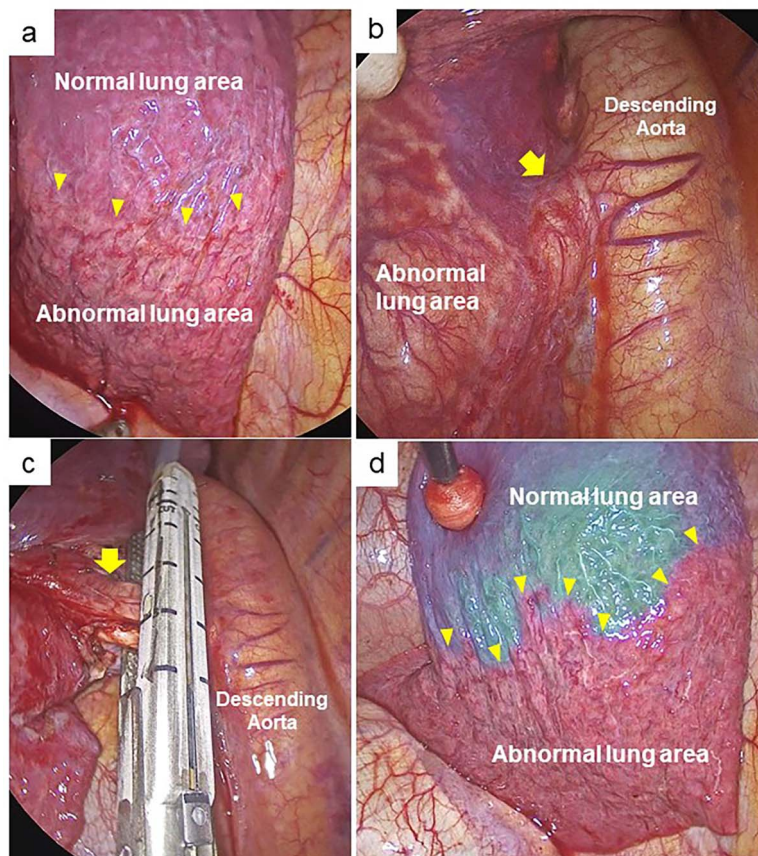 a
Normal lung area
Abnormal lung area
b
Descending
Aorta
Abnormal
lung area
c
Descending
Aorta
d
Normal lung area
Abnormal lung area